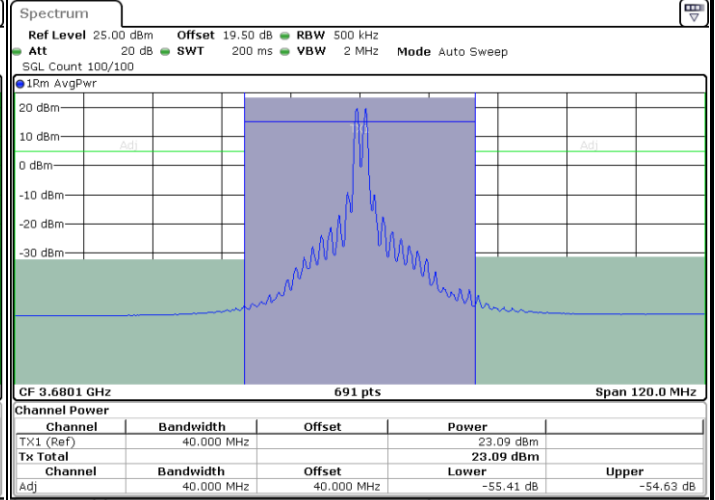 Spectrum
Ref Level 25.00 dBm Offset 19.50 dB RBW 500 kHz
Att 20 dB SWT 200 ms VBW 2 MHz Mode Auto Sweep
SGL Count 100/100
1Rm AvgPwr
20 dBm
10 dBm
Adj Adj
0 dBm
-10 dBm
-20 dBm
-30 dBm
CF 3.6801 GHz 691 pts Span 120.0 MHz
Channel Power
Channel Bandwidth Offset Power
TX1 (Ref) 40.000 MHz 23.09 dBm
Tx Total 23.09 dBm
Channel Bandwidth Offset Lower Upper
Adj 40.000 MHz 40.000 MHz -55.41 dB -54.63 dB